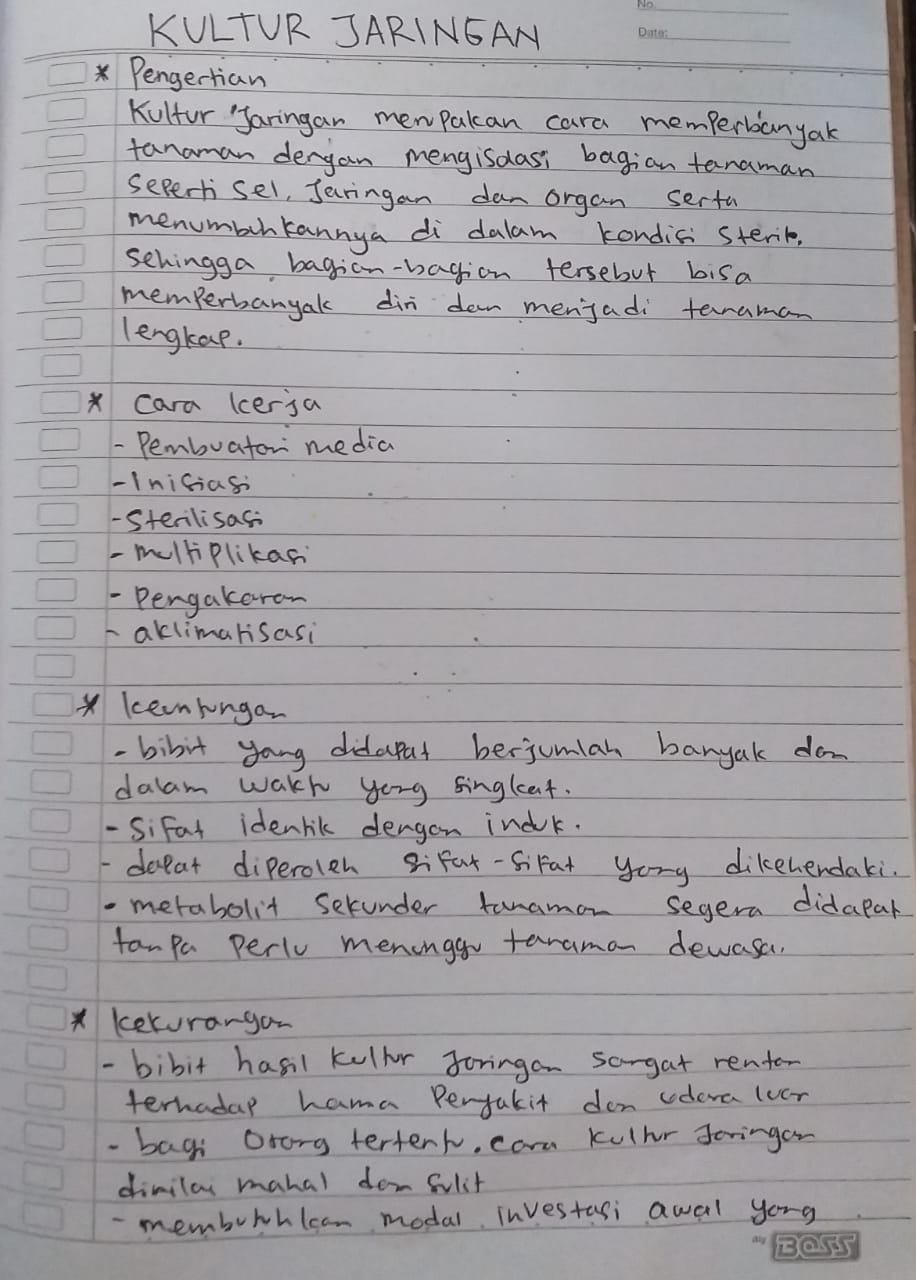 No.
Date:
KULTUR JARINGAN
* Pengertian
Kultur Jaringan merupakan cara memperbanyak
tanaman dengan mengisolasi bagian tanaman
seperti sel, Jaringan dan organ serta
menumbuhkannya di dalam kondisi steril,
sehingga bagian-bagian tersebut bisa
memperbanyak diri dan menjadi tanaman
lengkap.
* Cara kerja
- Pembuatan media
- Inisiasi
- Sterilisasi
- multiplikasi
- Pengakaran
- aklimatisasi
* keuntungan
- bibit yang didapat berjumlah banyak dan
dalam waktu yang singkat.
- Sifat identik dengan induk.
- dapat diperoleh sifat-sifat yang dikehendaki.
- metabolit sekunder tanaman segera didapat
tanpa perlu menunggu tanaman dewasa.
* kekurangan
- bibit hasil kultur Jaringan sangat rentan
terhadap hama Penyakit dan udara luar
- bagi Orang tertentu, cara kultur Jaringan
dinilai mahal dan sulit
- membutuhkan modal investasi awal yang
by BOSS